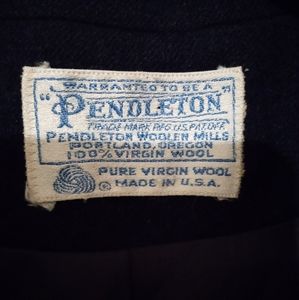 WARRANTED TO BE A
"PENDLETON"
TRADE MARK REG. U.S. PAT. OFF.
PENDLETON WOOLEN MILLS
PORTLAND, OREGON
100% VIRGIN WOOL
PURE VIRGIN WOOL
® MADE IN U.S.A.